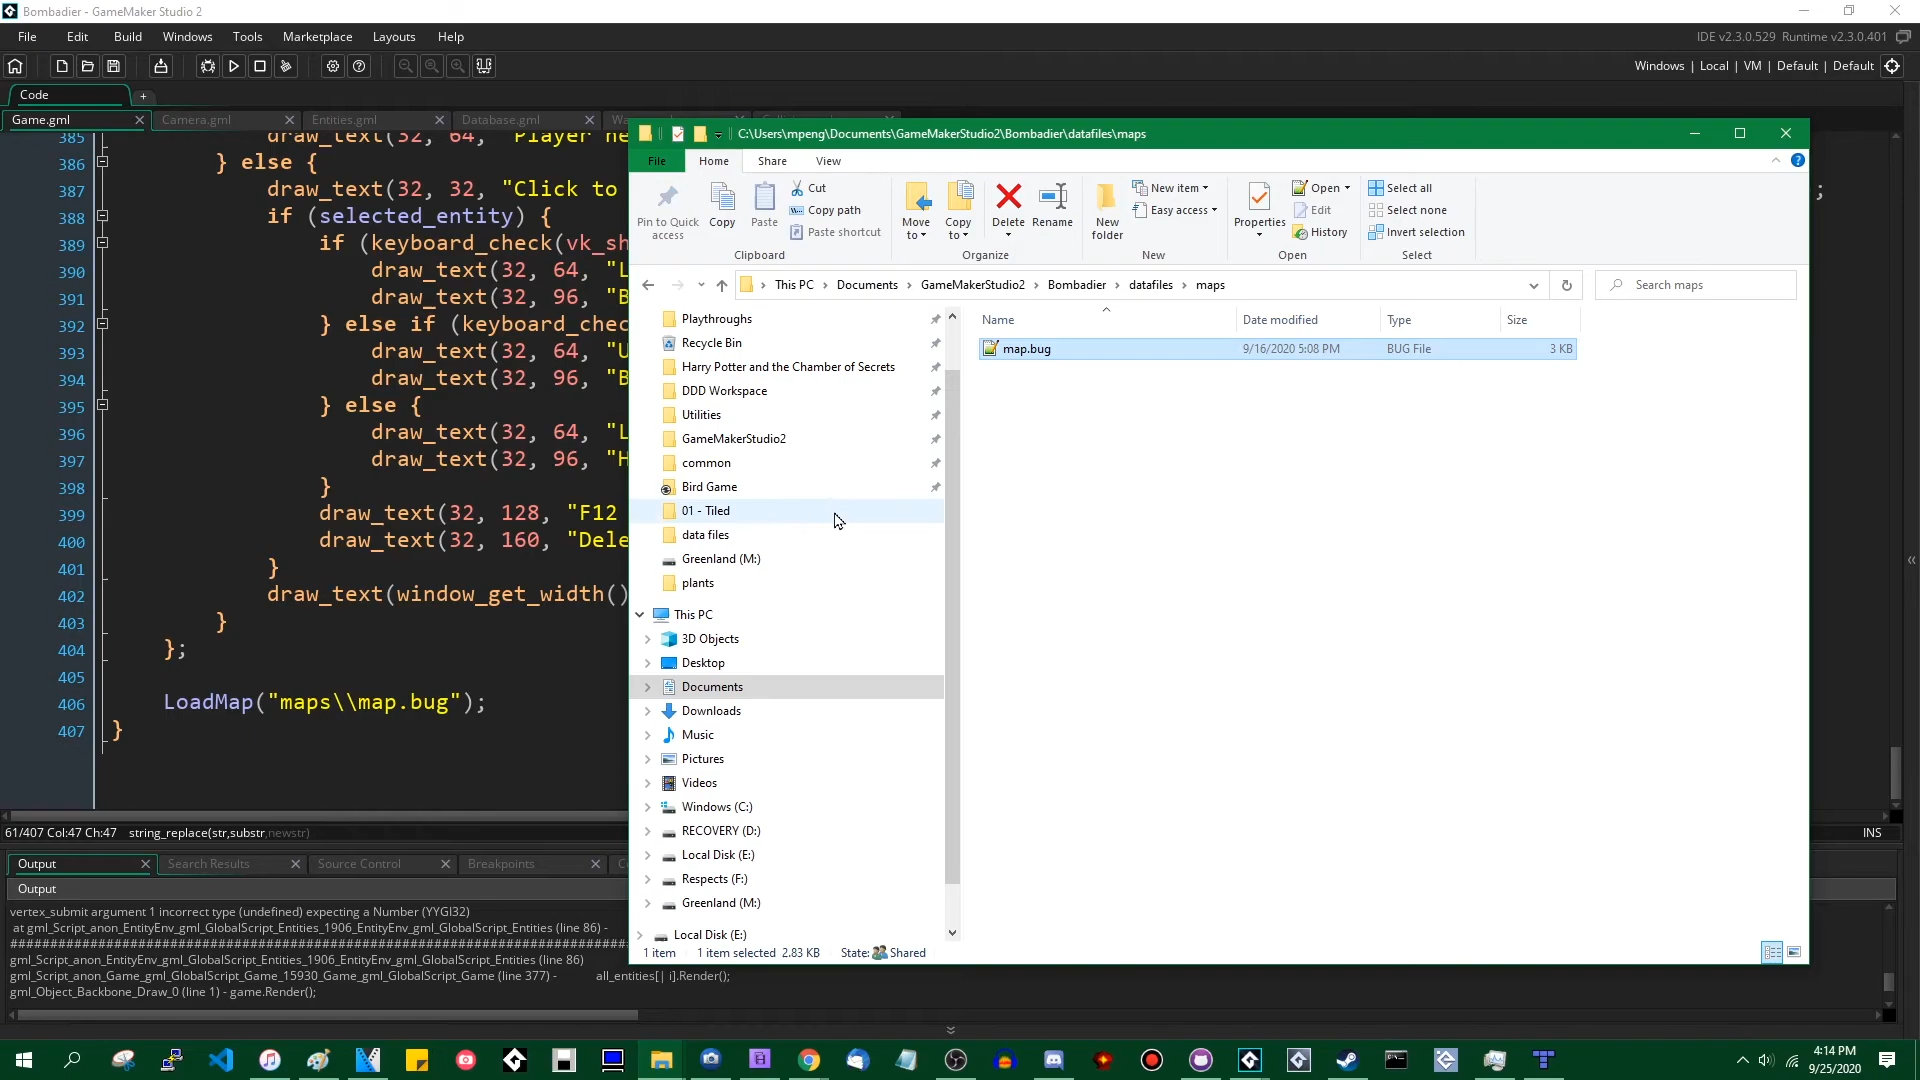 Bombadier - GameMaker Studio 2
File Edit Build Windows Tools Marketplace Layouts Help
IDE v2.3.0.529 Runtime v2.3.0.401
Windows | Local | VM | Default | Default
Code
Game.gml Camera.gml Entities.gml Database.gml
385 draw_text(32, 64, "Player
386 } else {
387 draw_text(32, 32, "Click to
388 if (selected_entity) {
389 if (keyboard_check(vk_sh
390 draw_text(32, 64, "L
391 draw_text(32, 96, "B
392 } else if (keyboard_chec
393 draw_text(32, 64, "U
394 draw_text(32, 96, "B
395 } else {
396 draw_text(32, 64, "L
397 draw_text(32, 96, "H
398 }
399 draw_text(32, 128, "F12
400 draw_text(32, 160, "Dele
401 }
402 draw_text(window_get_width()
403 }
404 };
405
406 LoadMap("maps\\map.bug");
407 }
61/407 Col:47 Ch:47 string_replace(str,substr,newstr)
INS
Output Search Results Source Control Breakpoints
Output
vertex_submit argument 1 incorrect type (undefined) expecting a Number (YYGI32)
at gml_Script_anon_EntityEnv_gml_GlobalScript_Entities_1906_EntityEnv_gml_GlobalScript_Entities (line 86) -
gml_Script_anon_EntityEnv_gml_GlobalScript_Entities_1906_EntityEnv_gml_GlobalScript_Entities (line 86)
gml_Script_anon_Game_gml_GlobalScript_Game_15930_Game_gml_GlobalScript_Game (line 377) - all_entities[| i].Render();
gml_Object_Backbone_Draw_0 (line 1) - game.Render();
C:\Users\mpeng\Documents\GameMakerStudio2\Bombadier\datafiles\maps
File Home Share View
Pin to Quick access
Copy
Paste
Cut
Copy path
Paste shortcut
Clipboard
Move to
Copy to
Delete
Rename
Organize
New folder
New item
Easy access
New
Properties
Open
Edit
History
Open
Select all
Select none
Invert selection
Select
This PC > Documents > GameMakerStudio2 > Bombadier > datafiles > maps
Search maps
Name Date modified Type Size
map.bug 9/16/2020 5:08 PM BUG File 3 KB
Playthroughs
Recycle Bin
Harry Potter and the Chamber of Secrets
DDD Workspace
Utilities
GameMakerStudio2
common
Bird Game
01 - Tiled
data files
Greenland (M:)
plants
This PC
3D Objects
Desktop
Documents
Downloads
Music
Pictures
Videos
Windows (C:)
RECOVERY (D:)
Local Disk (E:)
Respects (F:)
Greenland (M:)
Local Disk (E:)
1 item 1 item selected 2.83 KB State: Shared
4:14 PM
9/25/2020